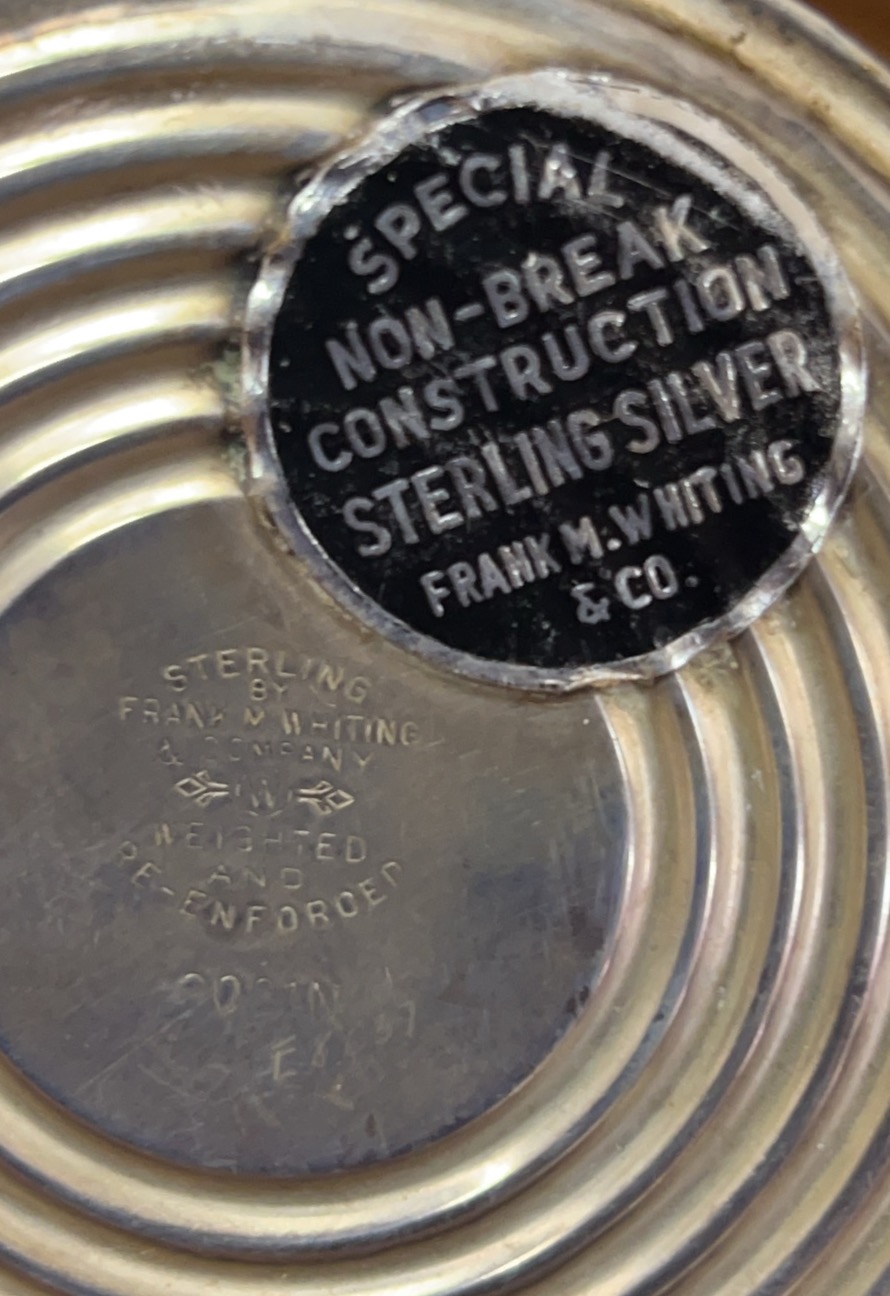 SPECIAL
NON-BREAK
CONSTRUCTION
STERLING SILVER
FRANK M. WHITING
& CO.
STERLING
BY
FRANK M WHITING
& COMPANY
W
WEIGHTED
AND
RE-ENFORCED